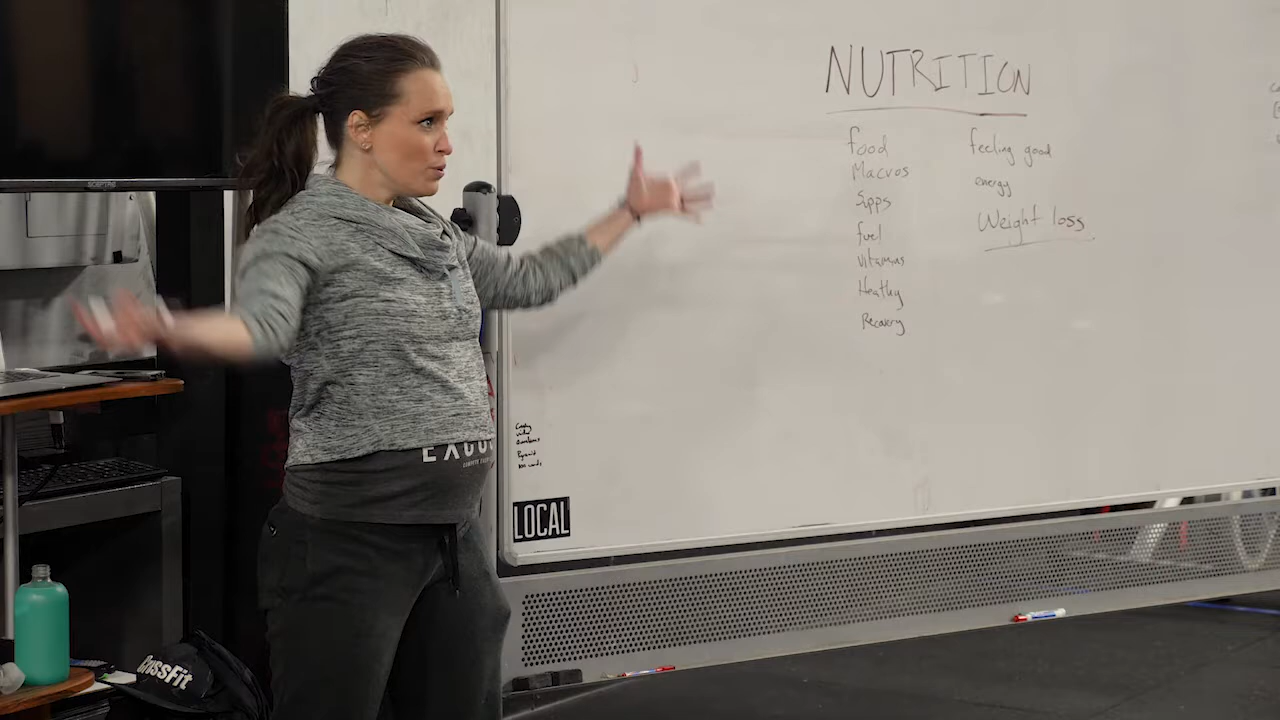 NUTRITION
food
Macros
Supps
fuel
vitamins
Heathy
Recovery
feeling good
energy
Weight loss
LOCAL
CrossFit